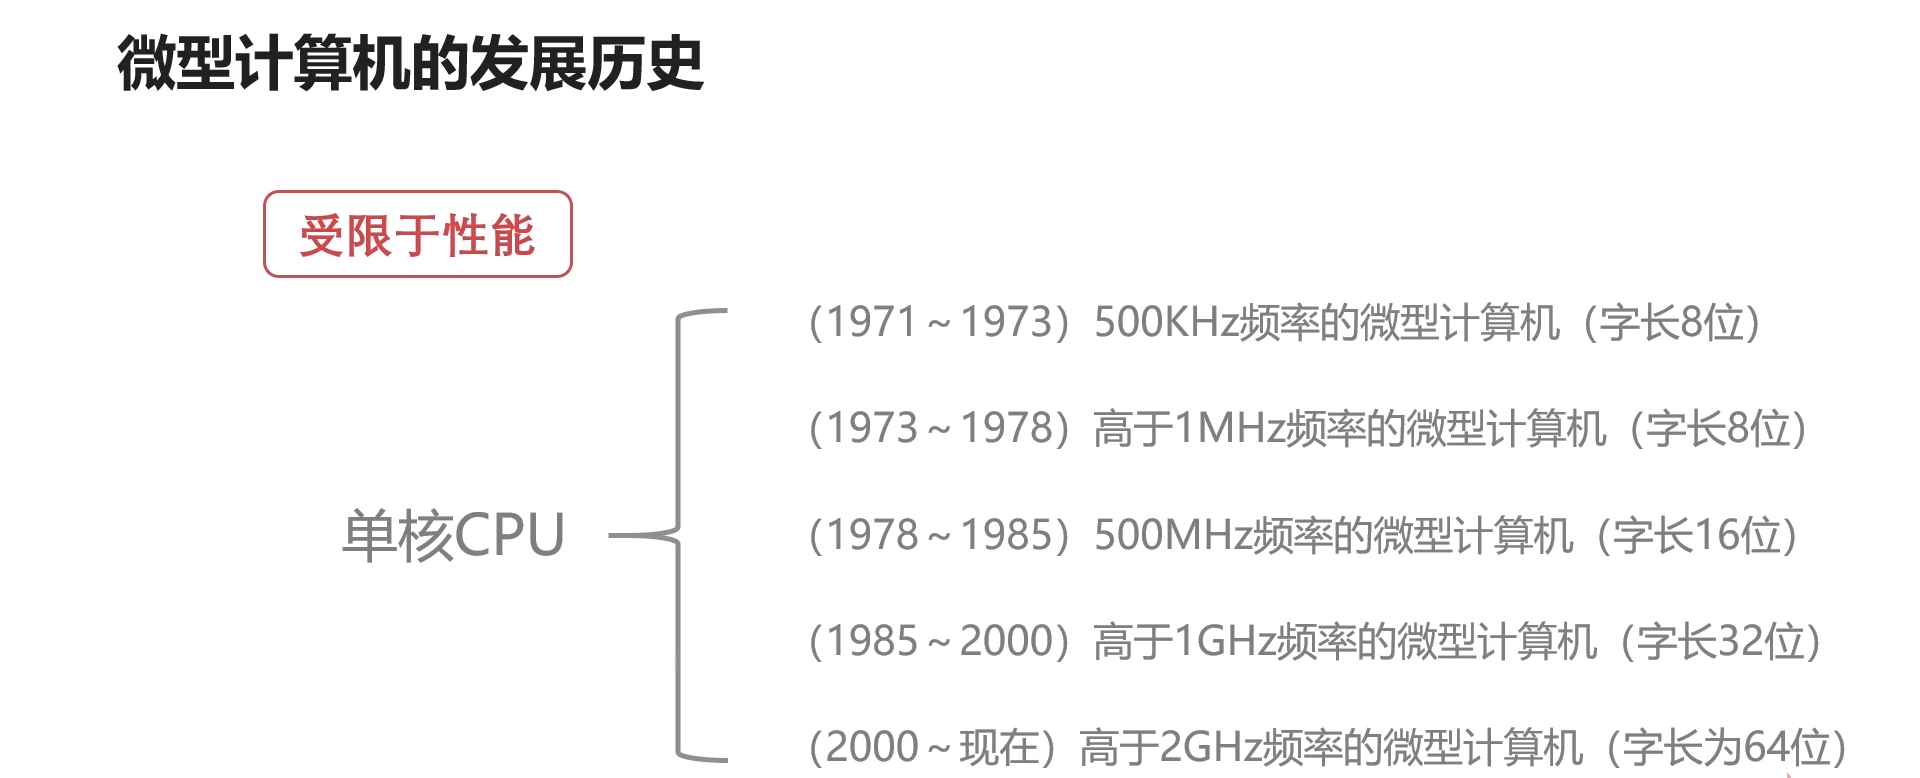 微型计算机的发展历史
受限于性能
（1971～1973）500KHz频率的微型计算机（字长8位）
（1973～1978）高于1MHz频率的微型计算机（字长8位）
单核CPU
（1978～1985）500MHz频率的微型计算机（字长16位）
（1985～2000）高于1GHz频率的微型计算机（字长32位）
（2000～现在）高于2GHz频率的微型计算机（字长为64位）